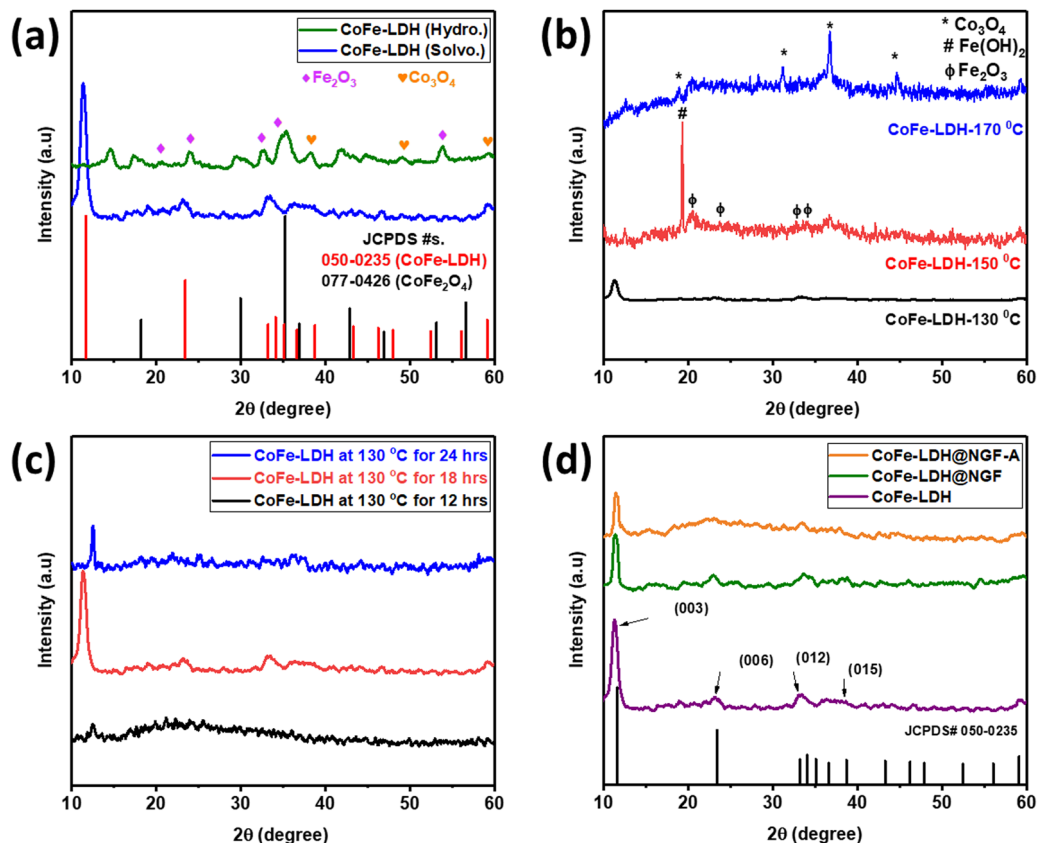 (a)
CoFe-LDH (Hydro.)
CoFe-LDH (Solvo.)
♦Fe₂O₃ ♥Co₃O₄
JCPDS #s.
050-0235 (CoFe-LDH)
077-0426 (CoFe₂O₄)
Intensity (a.u)
10 20 30 40 50 60
2θ (degree)
(b)
* Co₃O₄
# Fe(OH)₂
ϕ Fe₂O₃
* * * *
CoFe-LDH-170 ⁰C
#
ϕ ϕ ϕ ϕ
CoFe-LDH-150 ⁰C
CoFe-LDH-130 ⁰C
Intensity (a.u)
10 20 30 40 50 60
2θ (degree)
(c)
CoFe-LDH at 130 ⁰C for 24 hrs
CoFe-LDH at 130 ⁰C for 18 hrs
CoFe-LDH at 130 ⁰C for 12 hrs
Intensity (a.u)
10 20 30 40 50 60
2θ (degree)
(d)
CoFe-LDH@NGF-A
CoFe-LDH@NGF
CoFe-LDH
(003)
(006) (012) (015)
JCPDS# 050-0235
Intensity (a.u)
10 20 30 40 50 60
2θ (degree)